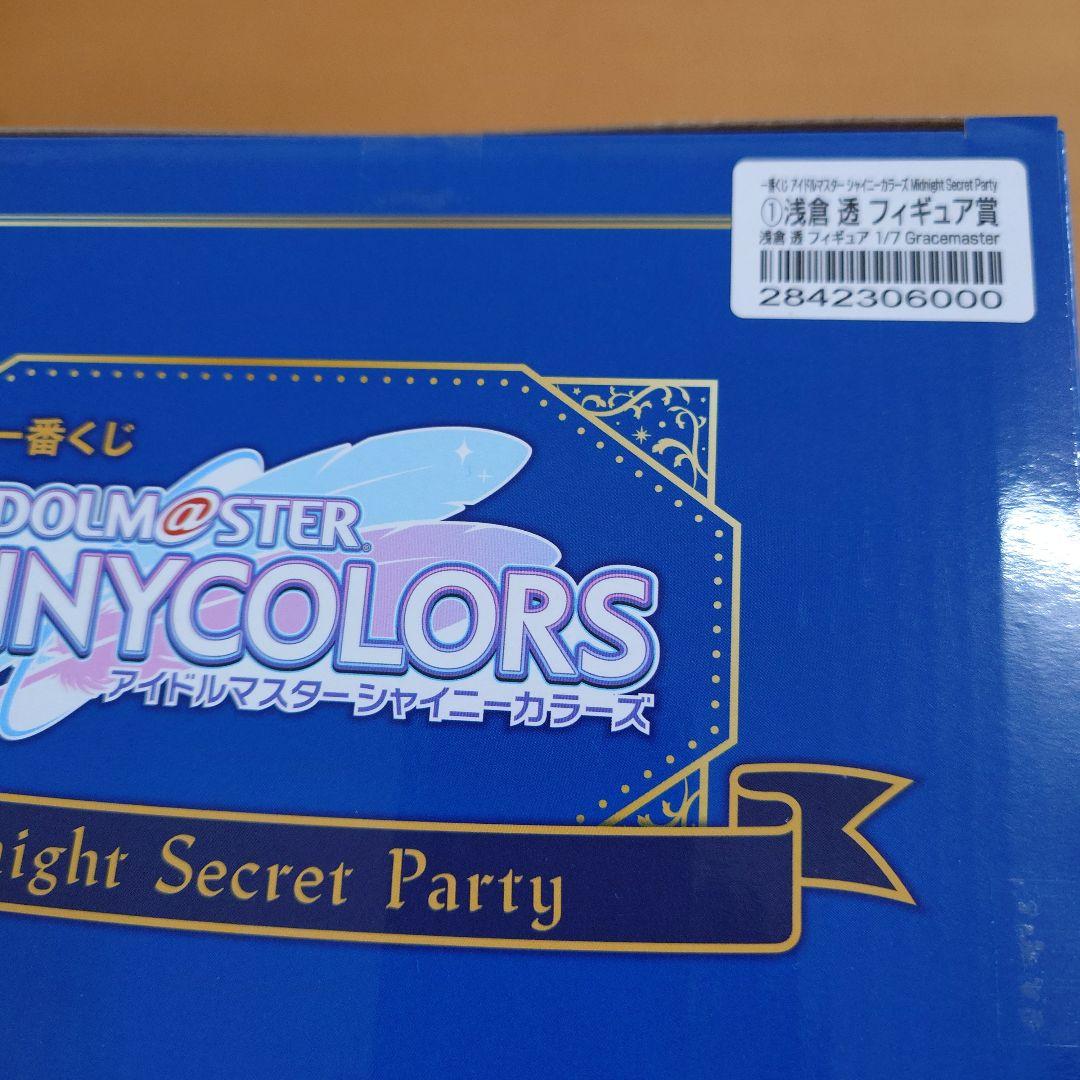 一番くじ アイドルマスター シャイニーカラーズ Midnight Secret Party
①浅倉 透 フィギュア賞
浅倉 透 フィギュア 1/7 Gracemaster
2842306000
一番くじ
DOLM@STER
NYCOLORS
アイドルマスター シャイニーカラーズ
night Secret Party